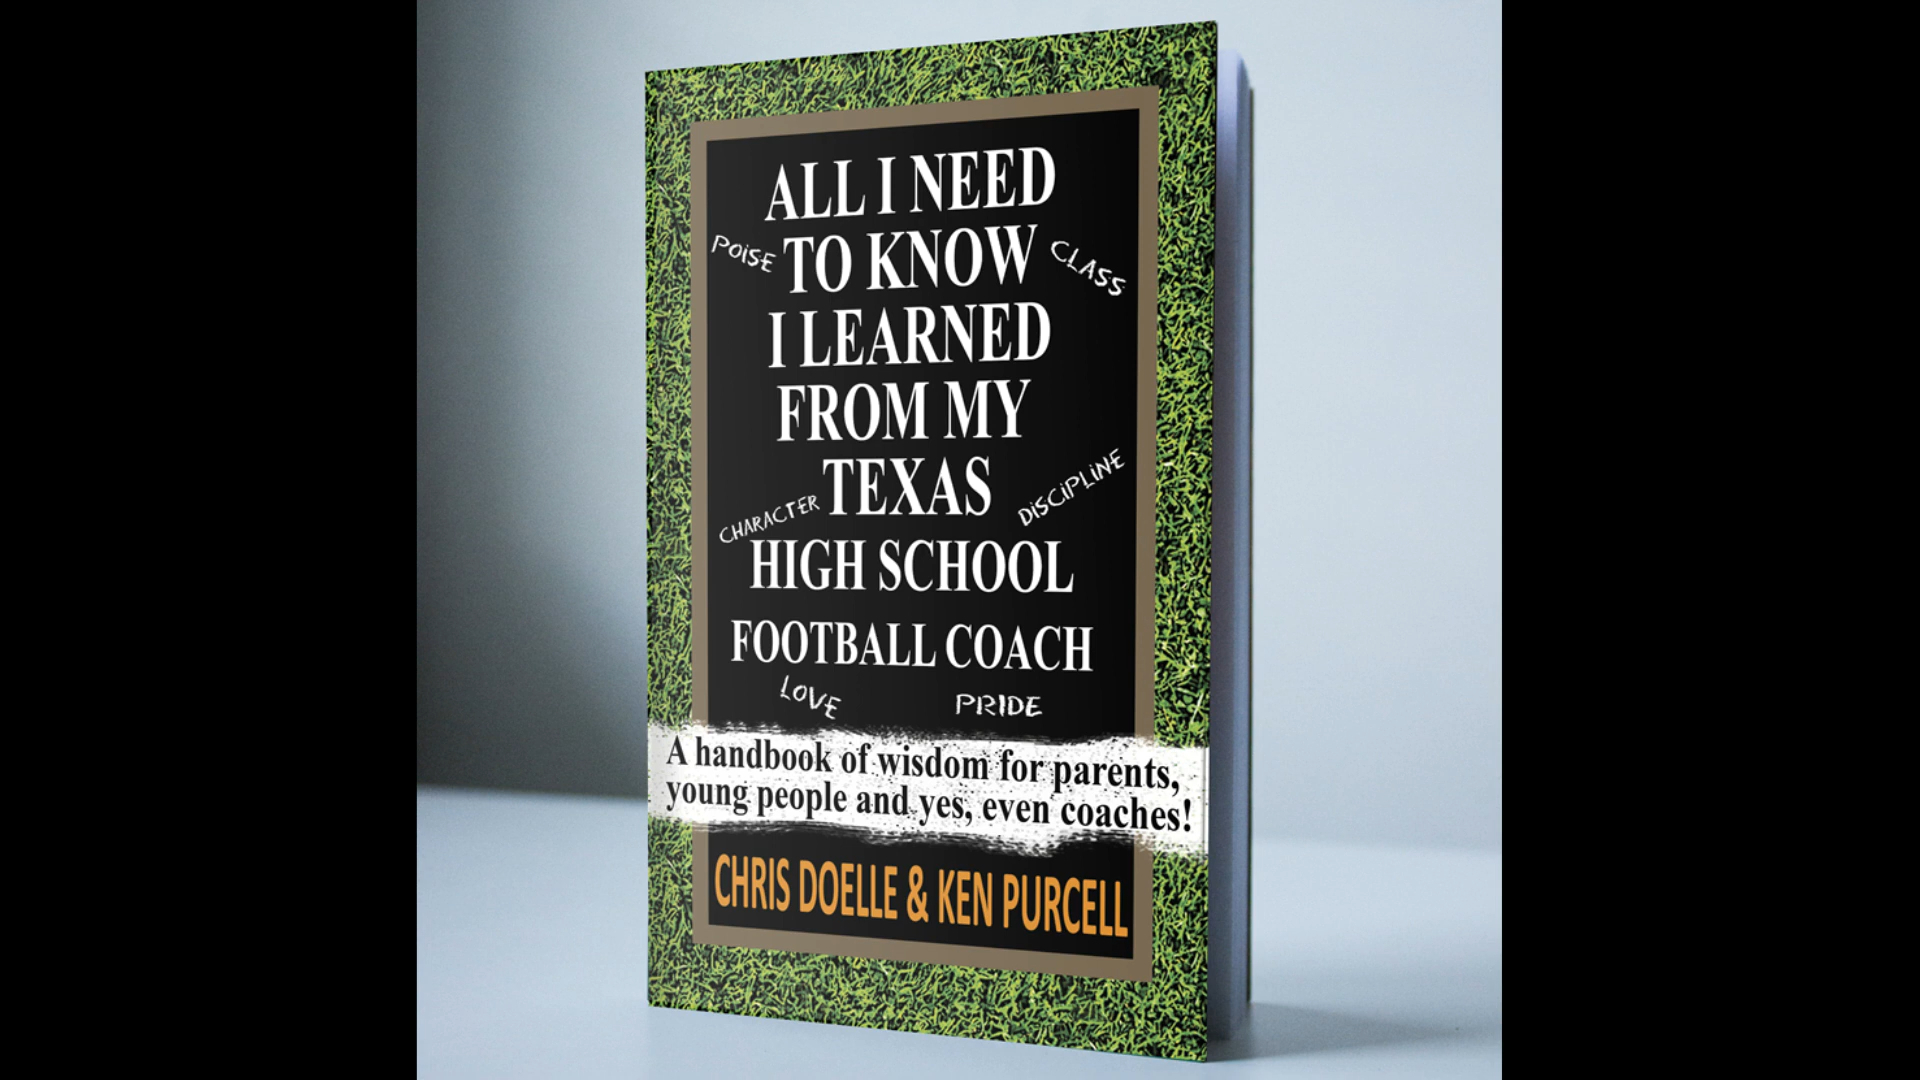 ALL I NEED
POISE TO KNOW CLASS
I LEARNED
FROM MY
TEXAS
CHARACTER DISCIPLINE
HIGH SCHOOL
FOOTBALL COACH
LOVE PRIDE
A handbook of wisdom for parents,
young people and yes, even coaches!
CHRIS DOELLE & KEN PURCELL